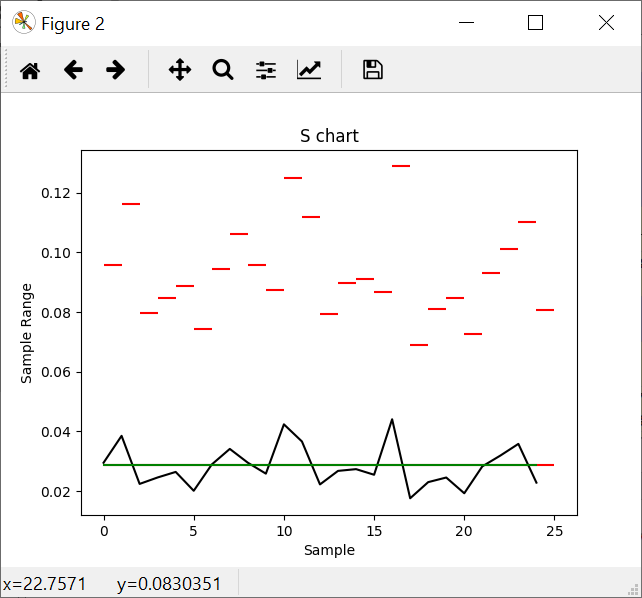 Figure 2
S chart
Sample Range
0.12
0.10
0.08
0.06
0.04
0.02
0 5 10 15 20 25
Sample
x=22.7571 y=0.0830351